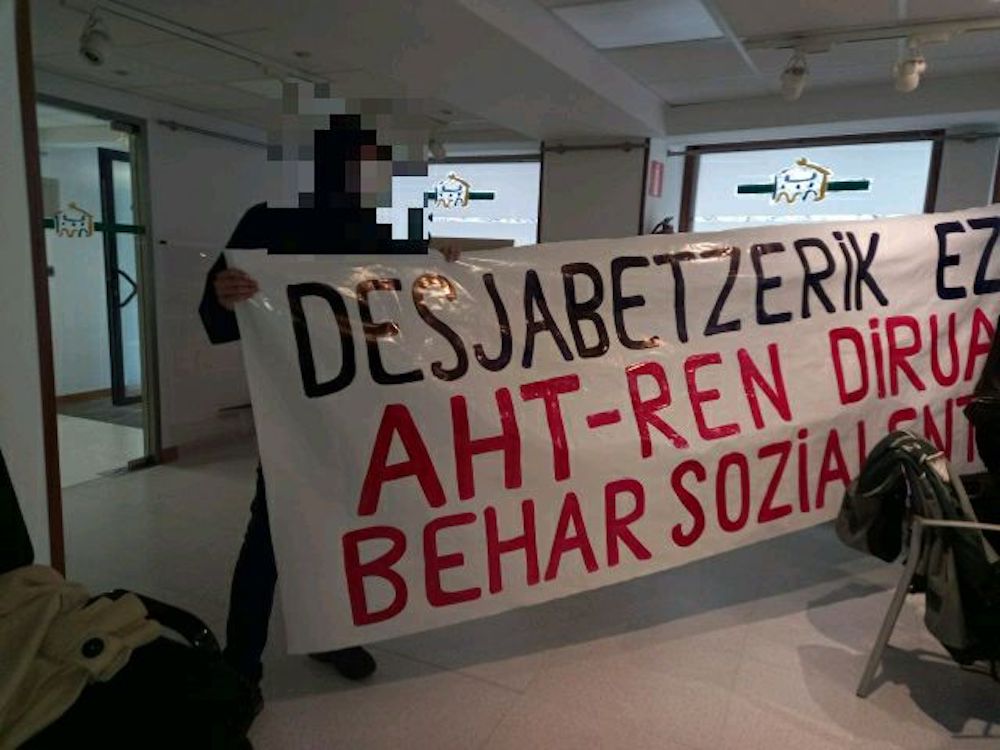 DESJABETZERIK EZ
AHT-REN DIRUA
BEHAR SOZIALENT